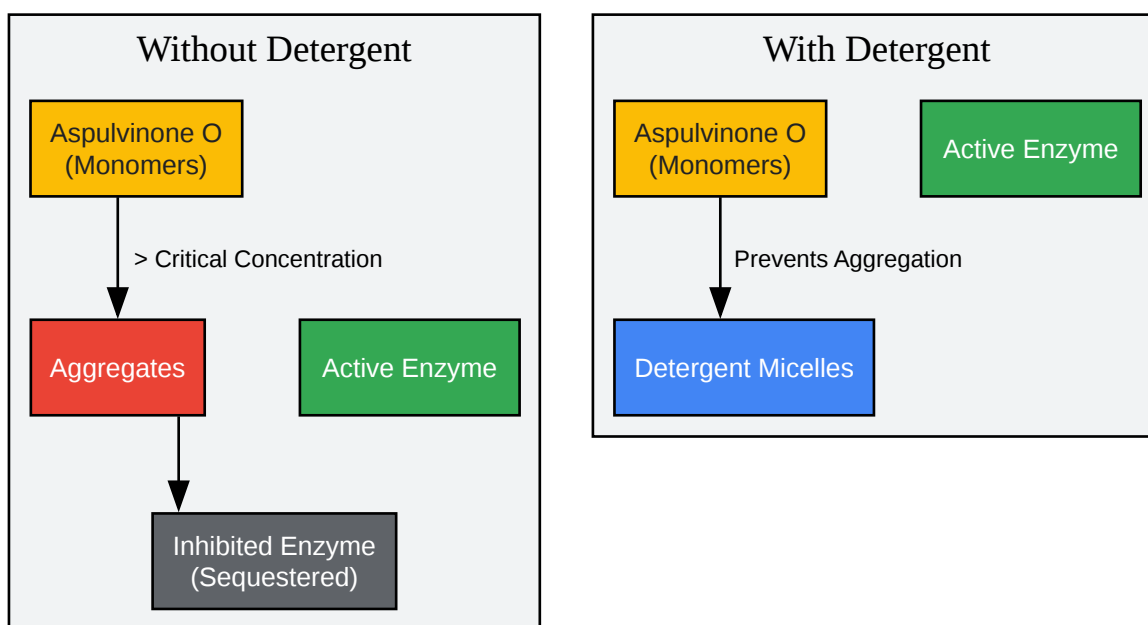 Without Detergent
Aspulvinone O
(Monomers)
> Critical Concentration
Aggregates
Active Enzyme
Inhibited Enzyme
(Sequestered)
With Detergent
Aspulvinone O
(Monomers)
Active Enzyme
Prevents Aggregation
Detergent Micelles